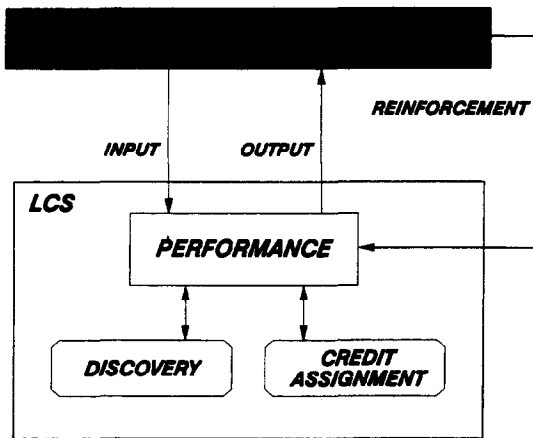 REINFORCEMENT
INPUT
OUTPUT
LCS
PERFORMANCE
DISCOVERY
CREDIT
ASSIGNMENT